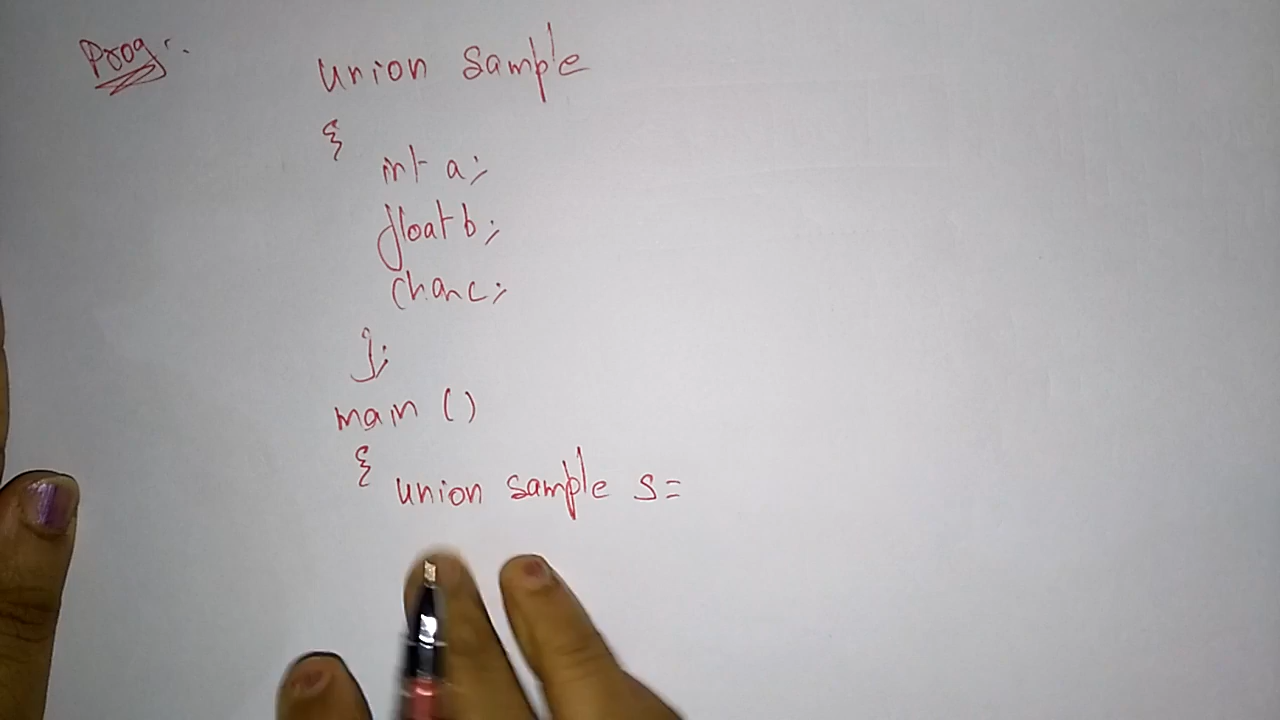 Prog:-
union sample
{
int a;
float b;
char c;
};
main ()
{ union sample s=